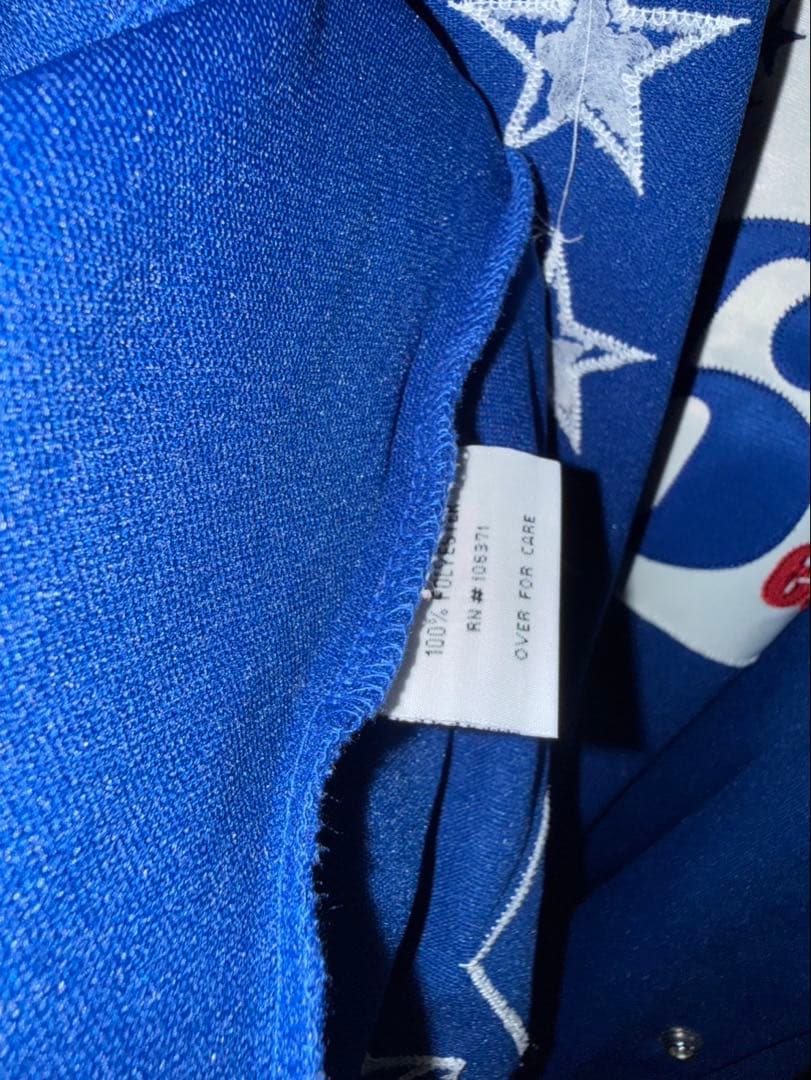 100% POLYESTER
RN # 106371
OVER FOR CARE